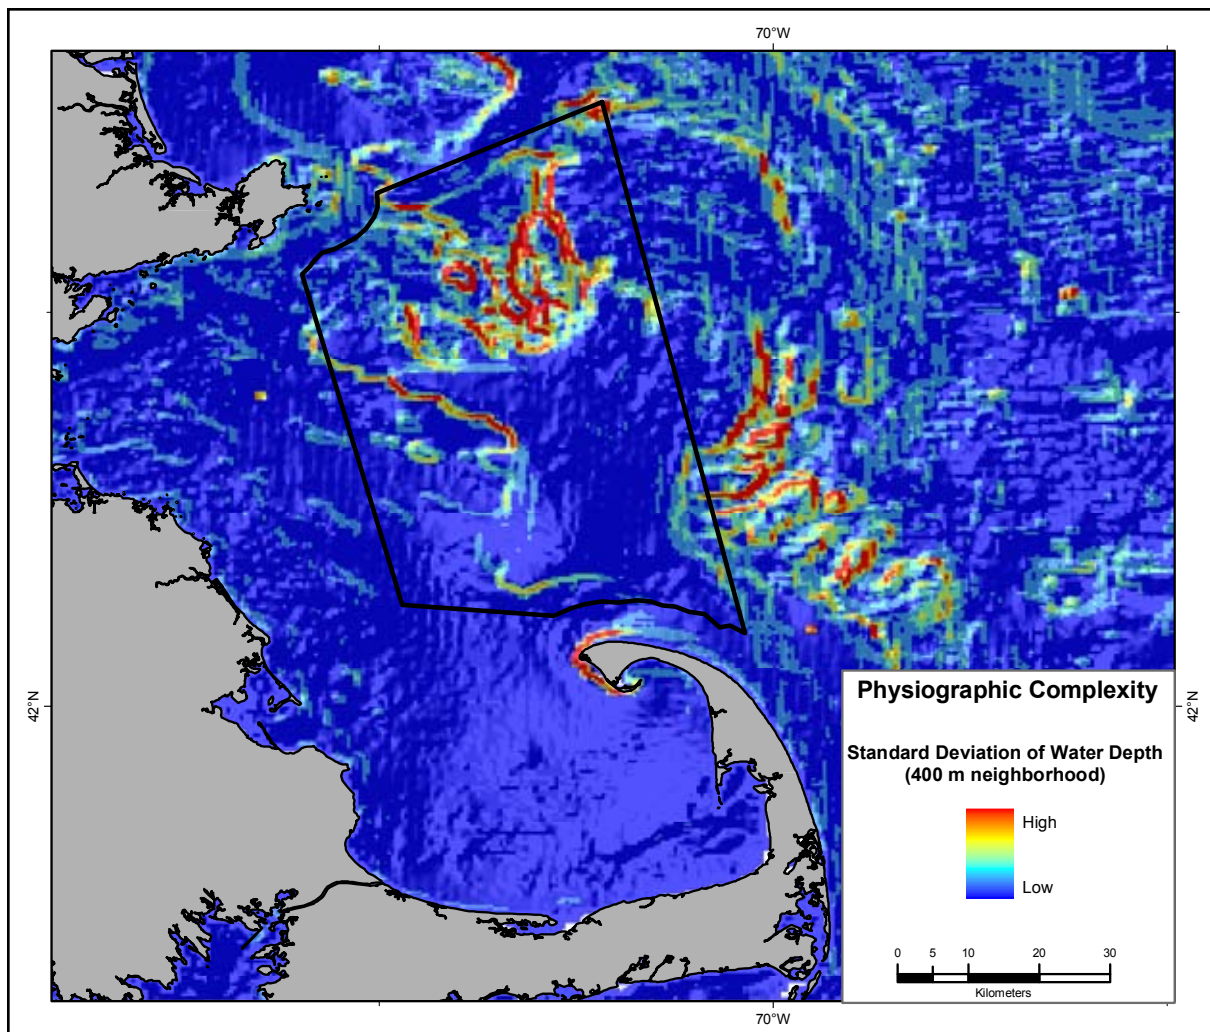 70°W
42°N
42°N
Physiographic Complexity
Standard Deviation of Water Depth
(400 m neighborhood)
High
Low
0 5 10 20 30
Kilometers
70°W